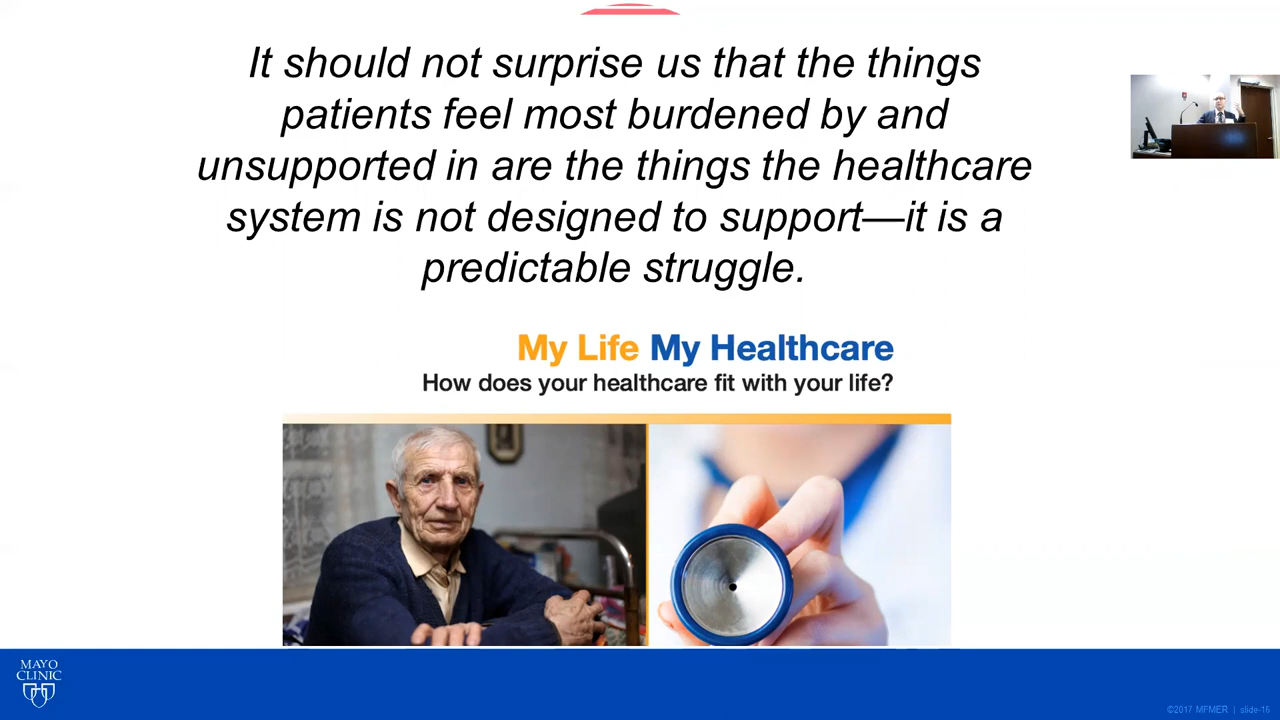 It should not surprise us that the things
patients feel most burdened by and
unsupported in are the things the healthcare
system is not designed to support—it is a
predictable struggle.
My Life My Healthcare
How does your healthcare fit with your life?
MAYO
CLINIC
©2017 MFMER | slide-16